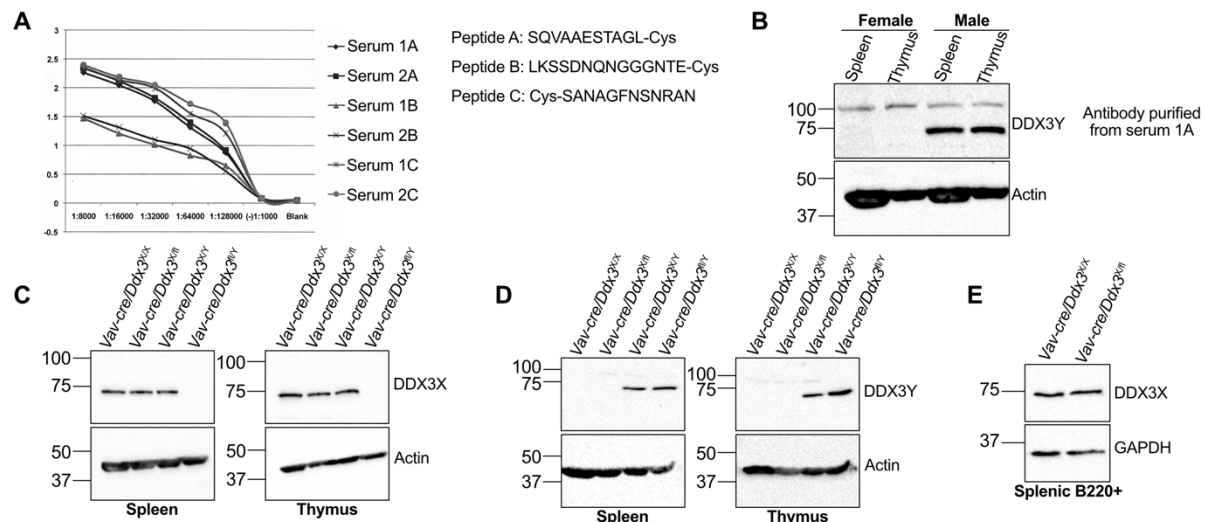 A
3
2.5
2
1.5
1
0.5
0
0.5
1:8000 1:16000 1:32000 1:64000 1:128000 (-)1:1000 Blank
Serum 1A
Serum 2A
Serum 1B
Serum 2B
Serum 1C
Serum 2C
Peptide A: SQVAAESTAGL-Cys
Peptide B: LKSSDNQNGGGNTE-Cys
Peptide C: Cys-SANAGFNSNRAN
B
Female Male
Spleen Thymus Spleen Thymus
100
75
DDX3Y
50
37
Actin
Antibody purified
from serum 1A
C
Vav-cre/Ddx3X/X Vav-cre/Ddx3X/fl Vav-cre/Ddx3X/Y Vav-cre/Ddx3fl/Y
100
75
50
37
Spleen
Vav-cre/Ddx3X/X Vav-cre/Ddx3X/fl Vav-cre/Ddx3X/Y Vav-cre/Ddx3fl/Y
100
75
DDX3X
50
37
Actin
Thymus
D
Vav-cre/Ddx3X/X Vav-cre/Ddx3X/fl Vav-cre/Ddx3X/Y Vav-cre/Ddx3fl/Y
100
75
50
37
Spleen
Vav-cre/Ddx3X/X Vav-cre/Ddx3X/fl Vav-cre/Ddx3X/Y Vav-cre/Ddx3fl/Y
100
75
DDX3Y
50
37
Actin
Thymus
E
Vav-cre/Ddx3X/X Vav-cre/Ddx3X/fl
75
DDX3X
37
GAPDH
Splenic B220+